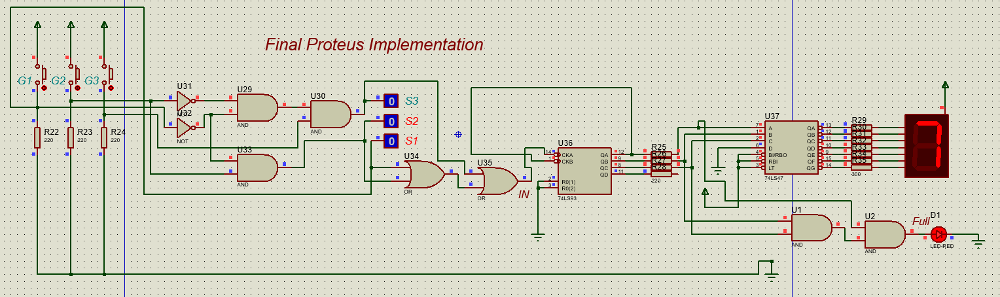 Final Proteus Implementation
G1
G2
G3
R22
220
R23
220
R24
220
U31
NOT
U32
NOT
U29
AND
U30
AND
U33
AND
0
S3
0
S2
0
S1
U34
OR
U35
OR
IN
U36
14
CKA
1
CKB
2
R0(1)
3
R0(2)
QA
12
QB
9
QC
8
QD
11
74LS93
R25
R26
R27
R28
220
U37
7
A
1
B
2
C
6
D
4
BI/RBO
5
RBI
3
LT
QA
13
QB
12
QC
11
QD
10
QE
9
QF
15
QG
14
74LS47
R29
R30
R31
R32
R33
R34
R35
300
7
U1
AND
U2
AND
Full
D1
LED-RED